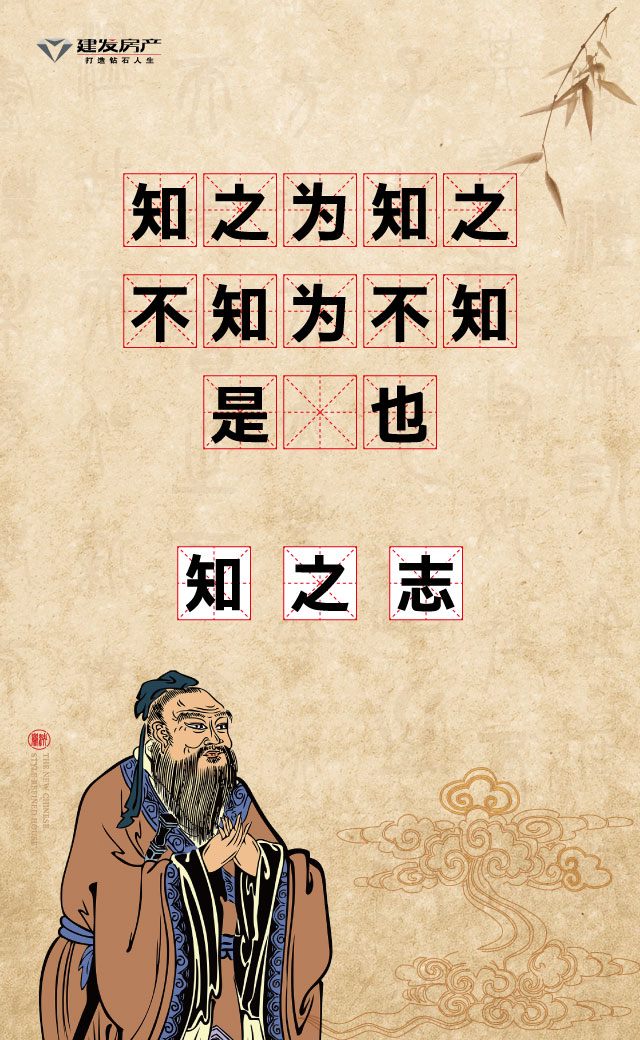 建发房产
打造钻石人生
知之为知之
不知为不知
是 也
知 之 志